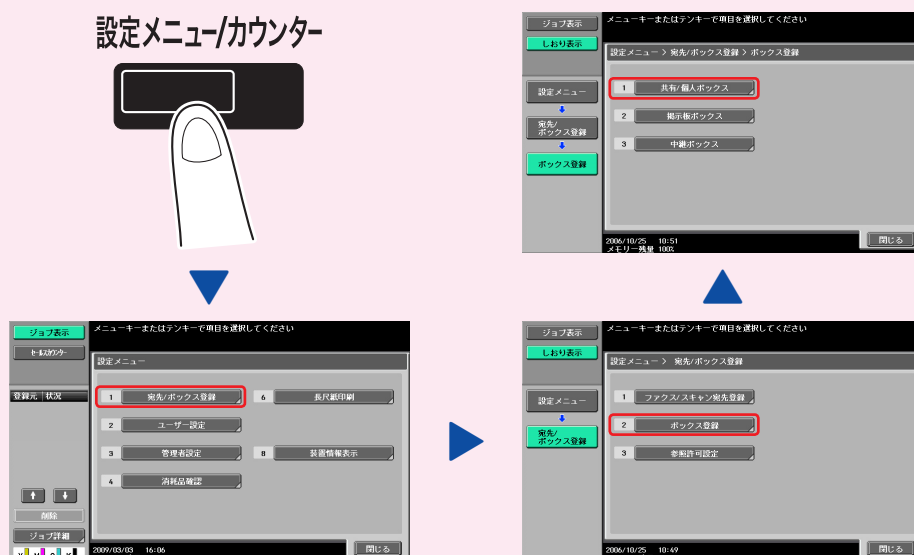 設定メニュー/カウンター
ジョブ表示
セールスカウンター
登録元 状況
削除
ジョブ詳細
メニューキーまたはテンキーで項目を選択してください
設定メニュー
1 宛先/ボックス登録
6 長尺紙印刷
2 ユーザー設定
3 管理者設定
8 装置情報表示
4 消耗品確認
2009/03/03 16:06
閉じる
ジョブ表示
しおり表示
設定メニュー
宛先/
ボックス登録
メニューキーまたはテンキーで項目を選択してください
設定メニュー > 宛先/ボックス登録
1 ファクス/スキャン宛先登録
2 ボックス登録
3 参照許可設定
2006/10/25 10:49
閉じる
ジョブ表示
しおり表示
設定メニュー
宛先/
ボックス登録
ボックス登録
メニューキーまたはテンキーで項目を選択してください
設定メニュー > 宛先/ボックス登録 > ボックス登録
1 共有/個人ボックス
2 掲示板ボックス
3 中継ボックス
2006/10/25 10:51
メモリー残量 100%
閉じる